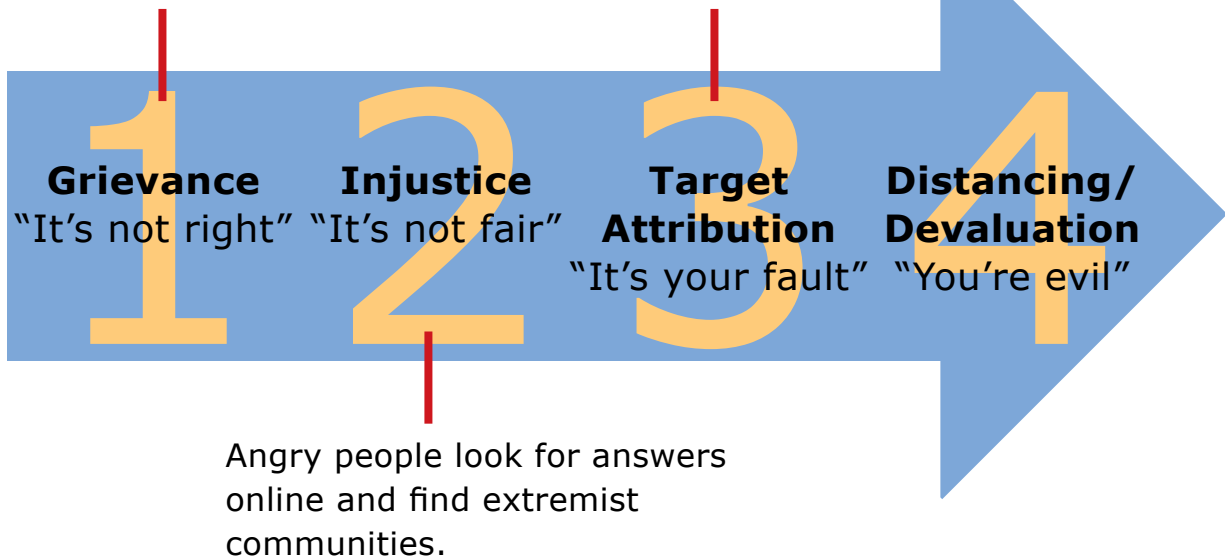 1
Grievance
“It’s not right”
2
Injustice
“It’s not fair”
3
Target
Attribution
“It’s your fault”
4
Distancing/
Devaluation
“You’re evil”
Angry people look for answers
online and find extremist
communities.